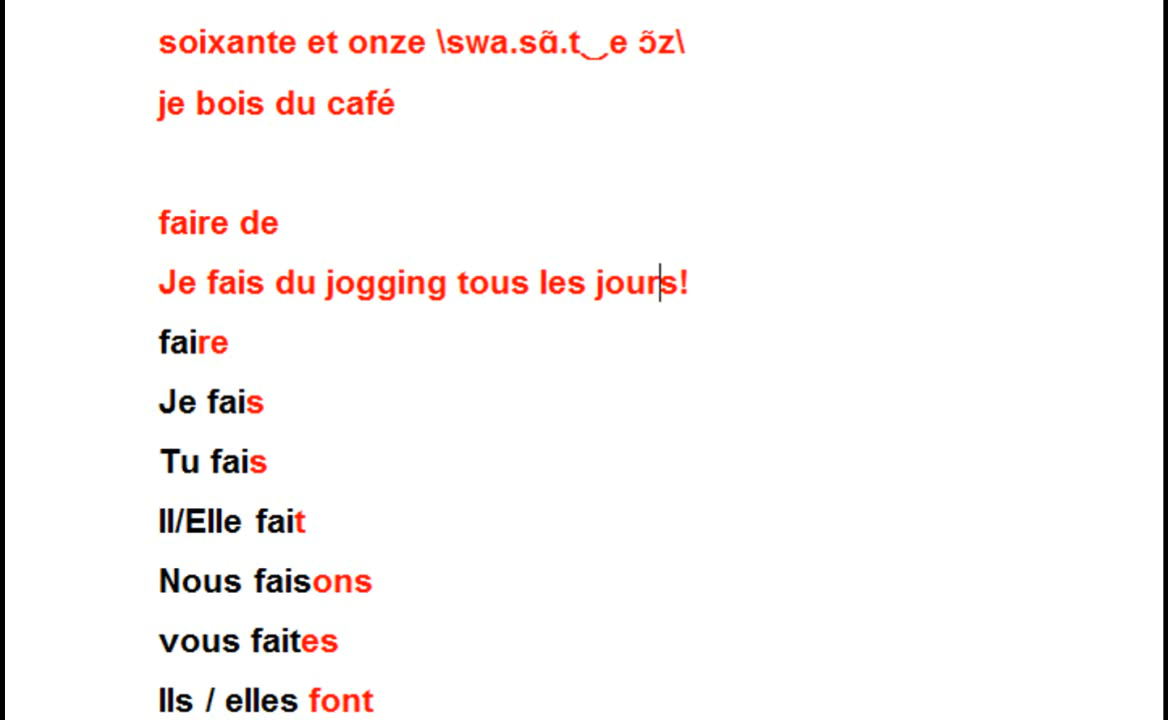 soixante et onze \swa.sɑ̃.t‿e ɔ̃z\
je bois du café
faire de
Je fais du jogging tous les jours!
faire
Je fais
Tu fais
Il/Elle fait
Nous faisons
vous faites
Ils / elles font